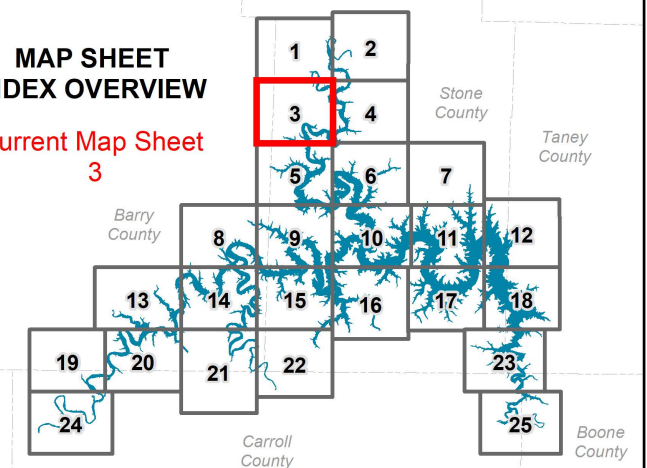 MAP SHEET
NDEX OVERVIEW
urrent Map Sheet
3
1
2
3
4
Stone
County
Taney
County
5
6
7
Barry
County
8
9
10
11
12
13
14
15
16
17
18
19
20
21
22
23
24
25
Carroll
County
Boone
County